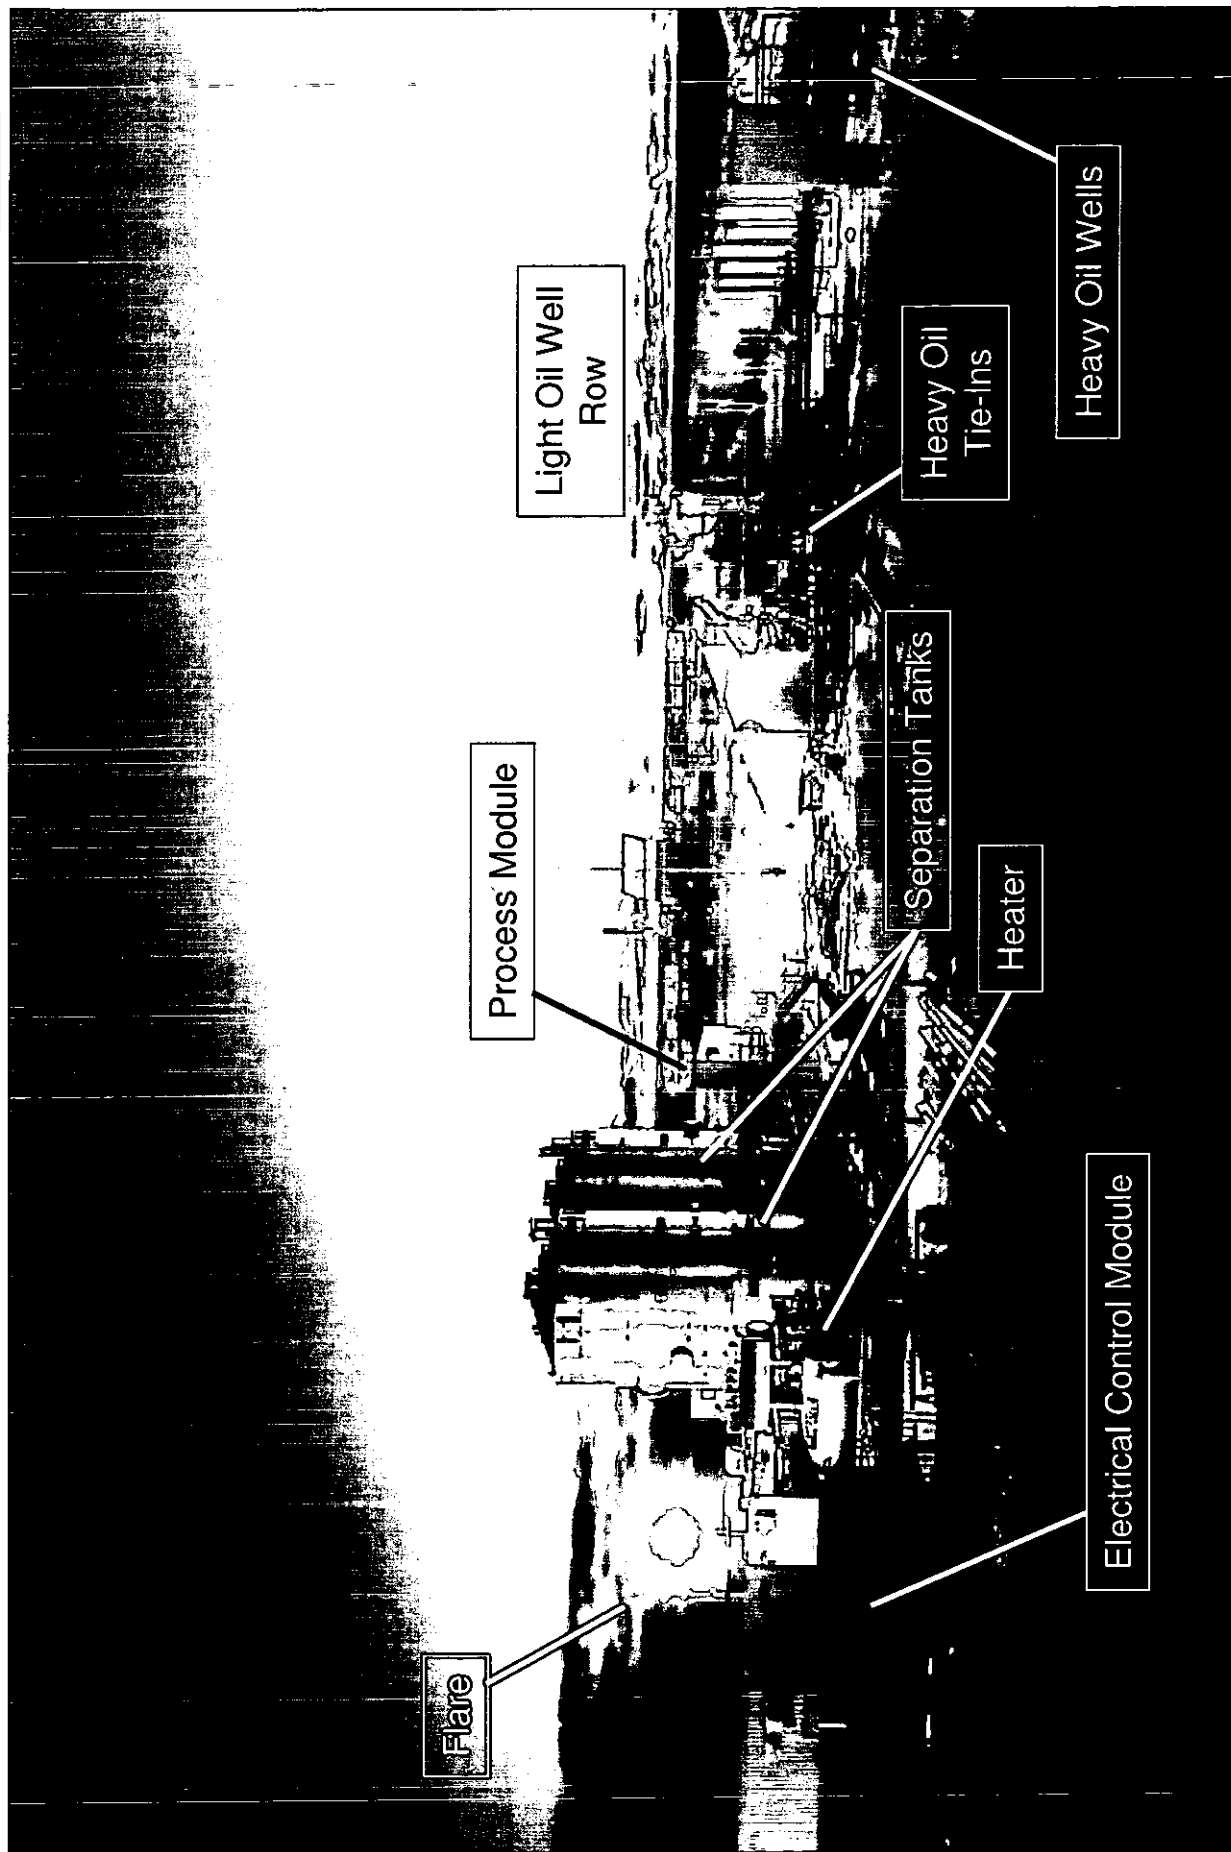 Flare
Process Module
Light Oil Well
Row
Electrical Control Module
Heater
Separation Tanks
Heavy Oil
Tie-Ins
Heavy Oil Wells